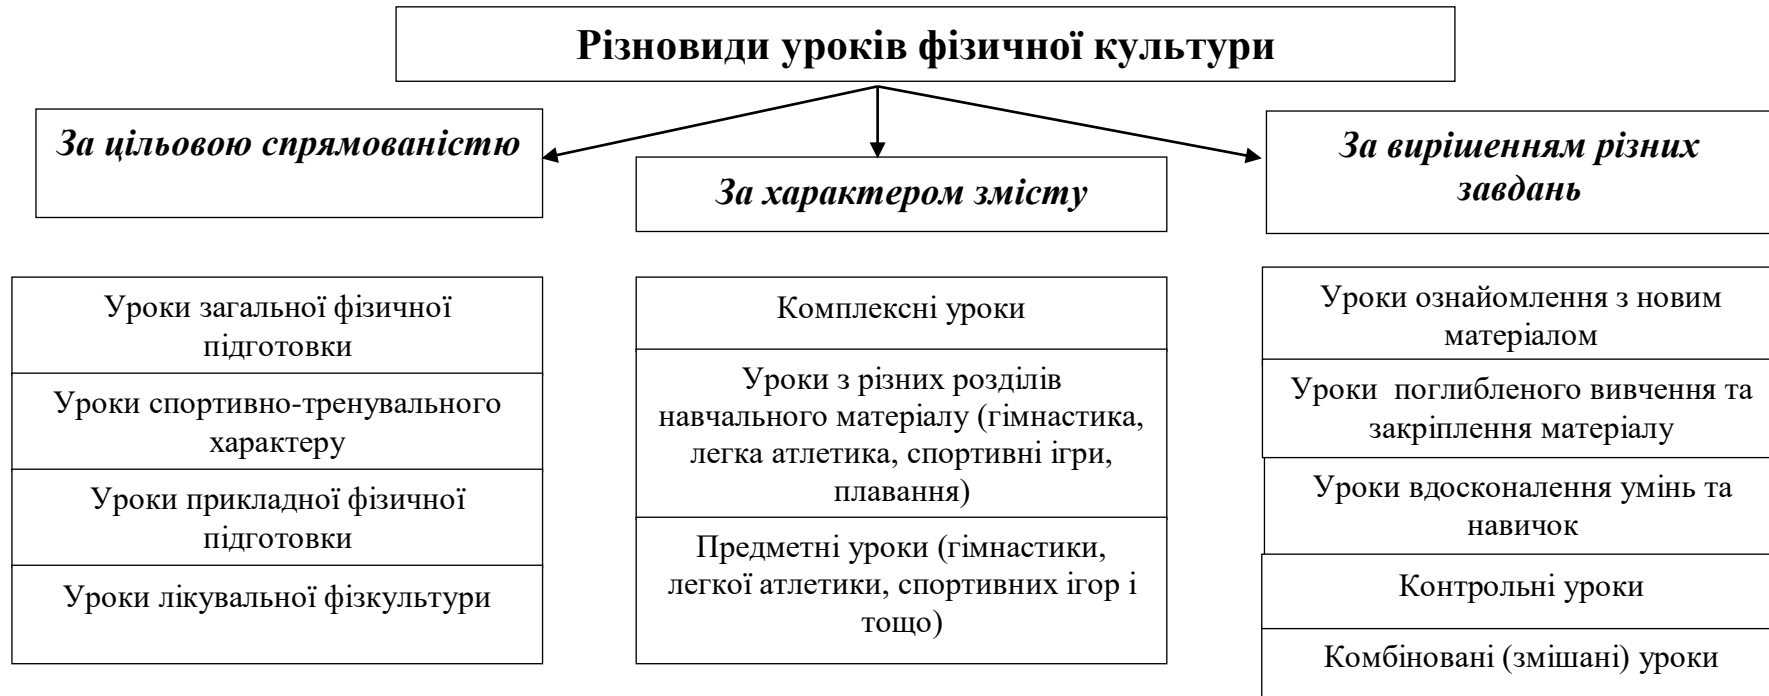 Різновиди уроків фізичної культури
За цільовою спрямованістю
За характером змісту
За вирішенням різних
завдань
Уроки загальної фізичної
підготовки
Уроки спортивно-тренувального
характеру
Уроки прикладної фізичної
підготовки
Уроки лікувальної фізкультури
Комплексні уроки
Уроки з різних розділів
навчального матеріалу (гімнастика,
легка атлетика, спортивні ігри,
плавання)
Предметні уроки (гімнастики,
легкої атлетики, спортивних ігор і
тощо)
Уроки ознайомлення з новим
матеріалом
Уроки поглибленого вивчення та
закріплення матеріалу
Уроки вдосконалення умінь та
навичок
Контрольні уроки
Комбіновані (змішані) уроки